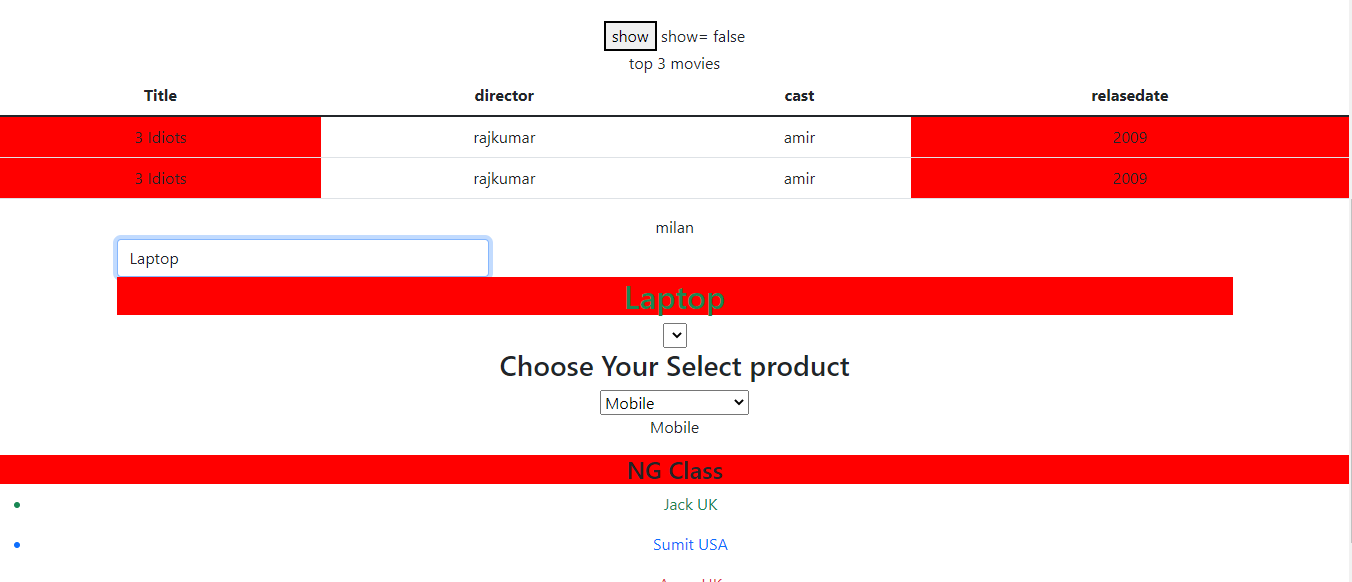 show show= false
top 3 movies
Title director cast relasedate
3 Idiots rajkumar amir 2009
3 Idiots rajkumar amir 2009
milan
Laptop
Laptop
Choose Your Select product
Mobile
Mobile
NG Class
Jack UK
Sumit USA